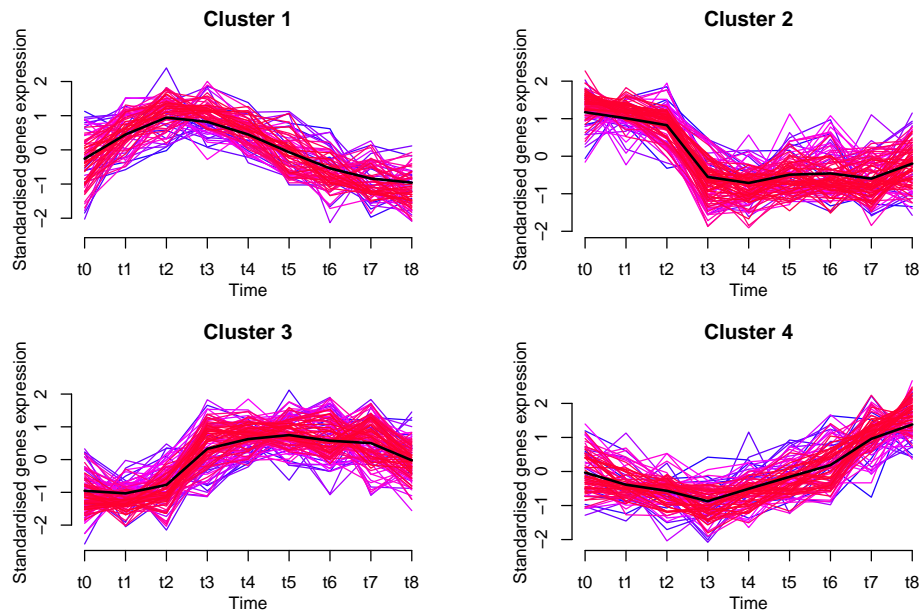 Cluster 1
Standardised genes expression
2
1
0
-1
-2
t0 t1 t2 t3 t4 t5 t6 t7 t8
Time
Cluster 2
Standardised genes expression
2
1
0
-1
-2
t0 t1 t2 t3 t4 t5 t6 t7 t8
Time
Cluster 3
Standardised genes expression
2
1
0
-1
-2
t0 t1 t2 t3 t4 t5 t6 t7 t8
Time
Cluster 4
Standardised genes expression
2
1
0
-1
-2
t0 t1 t2 t3 t4 t5 t6 t7 t8
Time